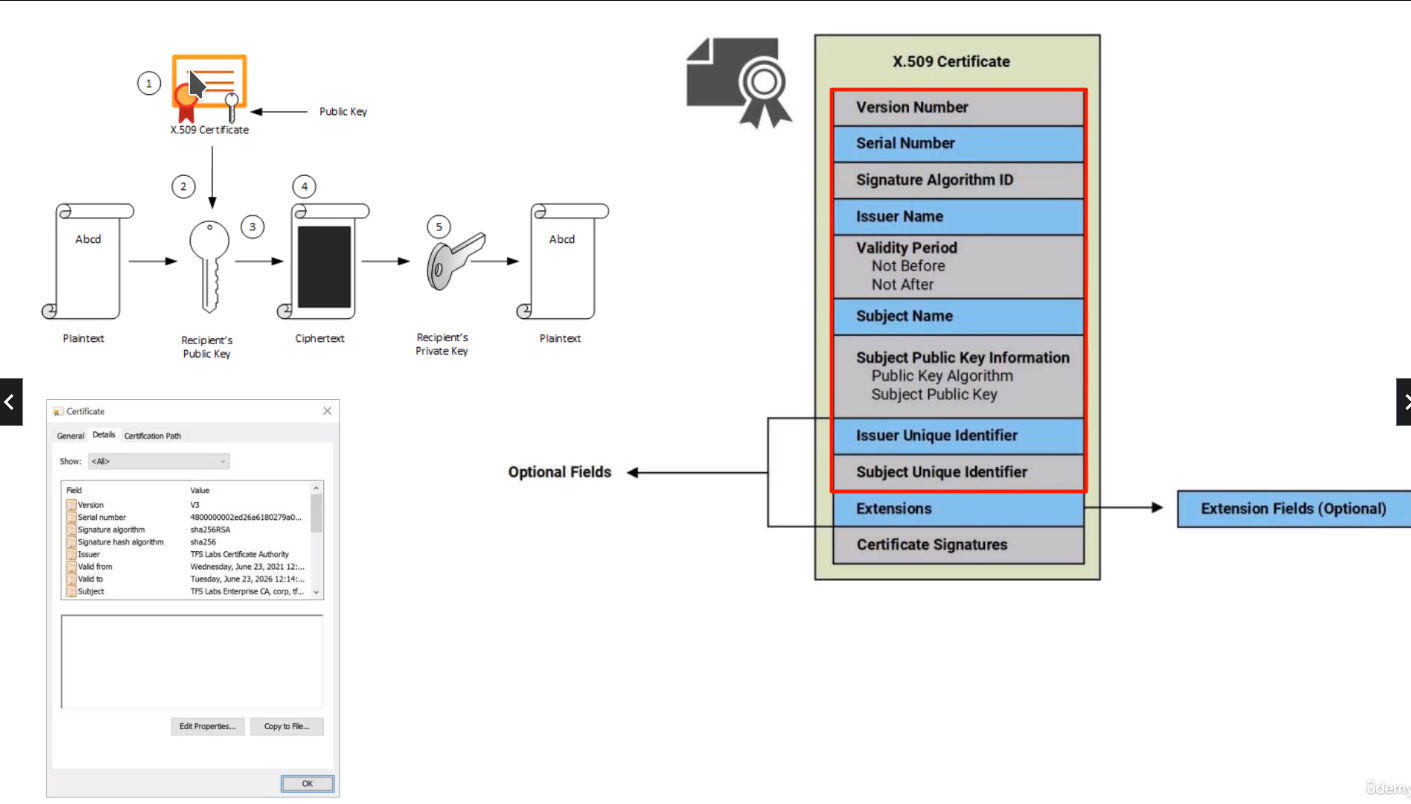 1
Public Key
X.509 Certificate
2
3
4
5
Abcd
Abcd
Plaintext
Recipient's
Public Key
Ciphertext
Recipient's
Private Key
Plaintext
Certificate
General Details Certification Path
Show: <All>
Field Value
Version V3
Serial number 4800000002ed26a6180279a0...
Signature algorithm sha256RSA
Signature hash algorithm sha256
Issuer TFS Labs Certificate Authority
Valid from Wednesday, June 23, 2021 12:...
Valid to Tuesday, June 23, 2026 12:14:...
Subject TFS Labs Enterprise CA, corp, tf...
Edit Properties... Copy to File...
OK
X.509 Certificate
Version Number
Serial Number
Signature Algorithm ID
Issuer Name
Validity Period
Not Before
Not After
Subject Name
Subject Public Key Information
Public Key Algorithm
Subject Public Key
Issuer Unique Identifier
Subject Unique Identifier
Extensions
Certificate Signatures
Optional Fields
Extension Fields (Optional)
ûdemy